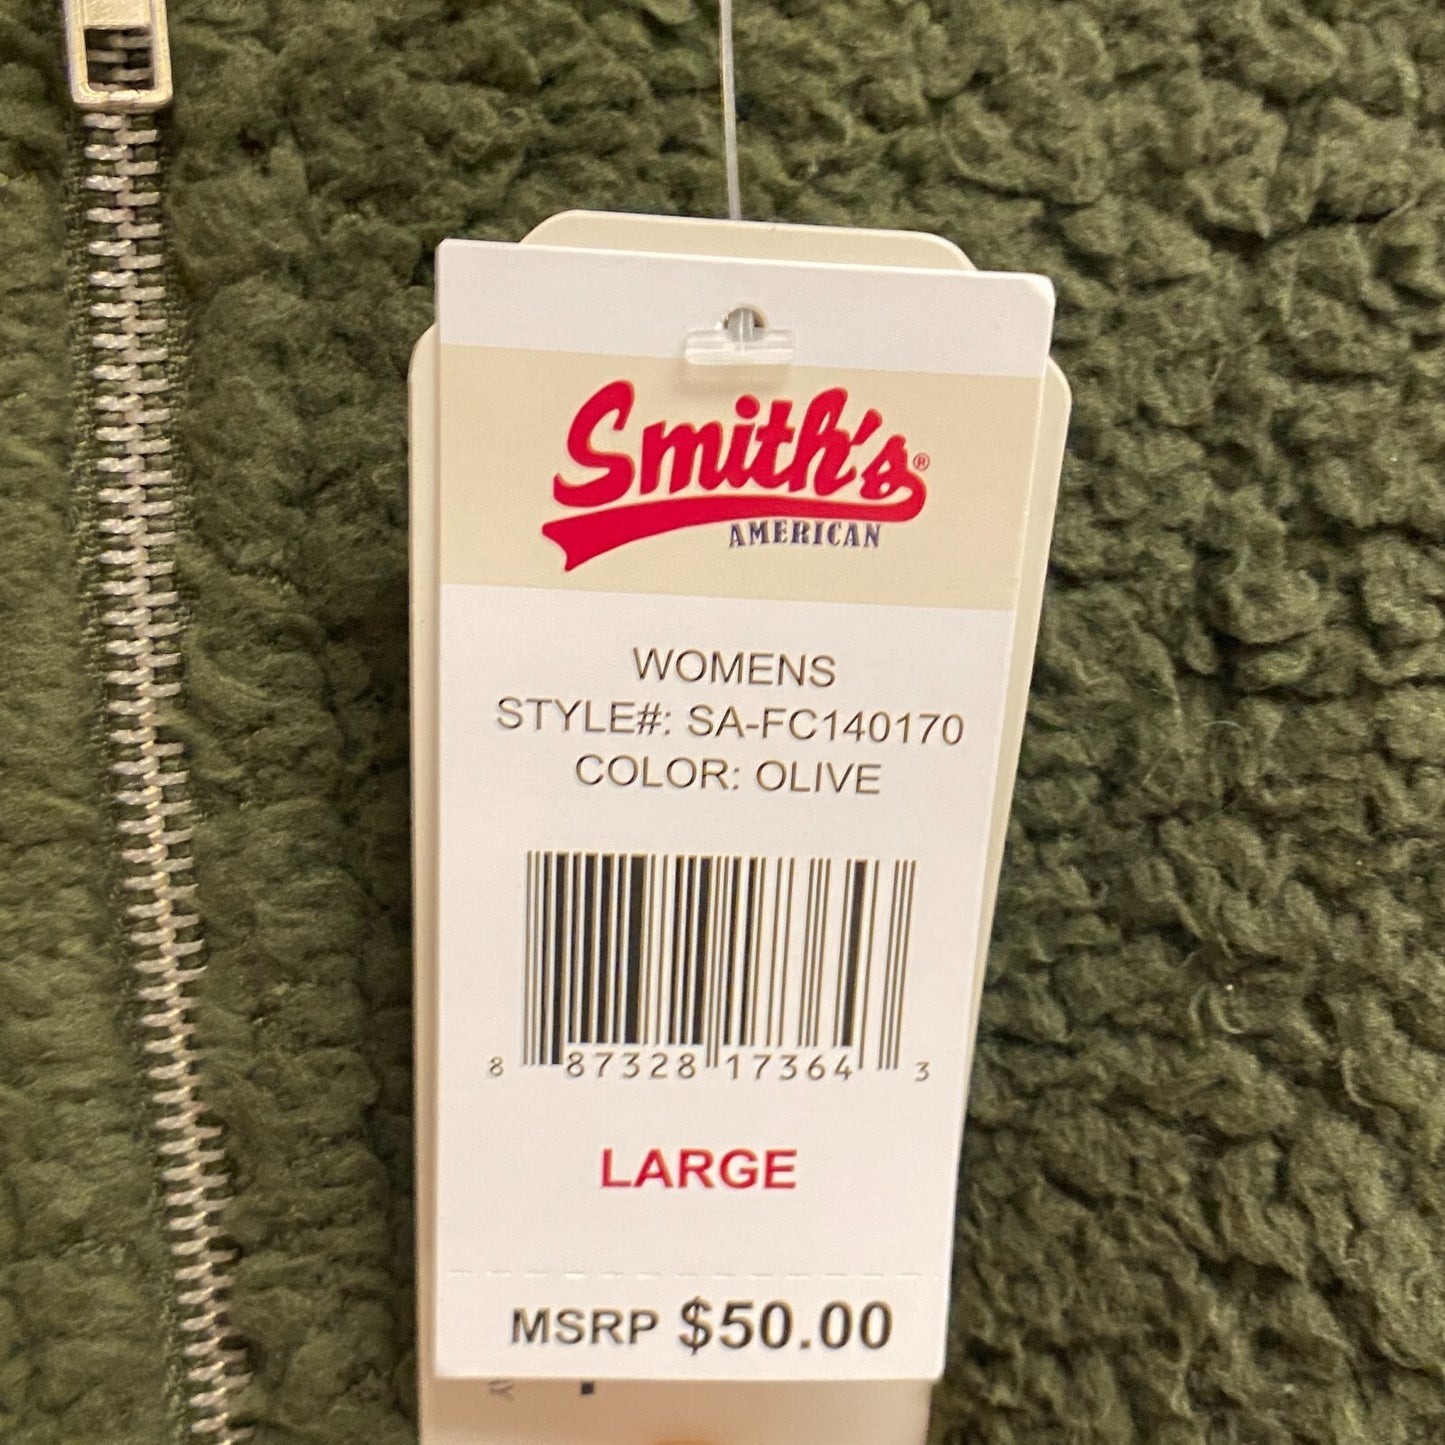 Smith's®
AMERICAN
WOMENS
STYLE#: SA-FC140170
COLOR: OLIVE
8 87328 17364 3
LARGE
MSRP $50.00